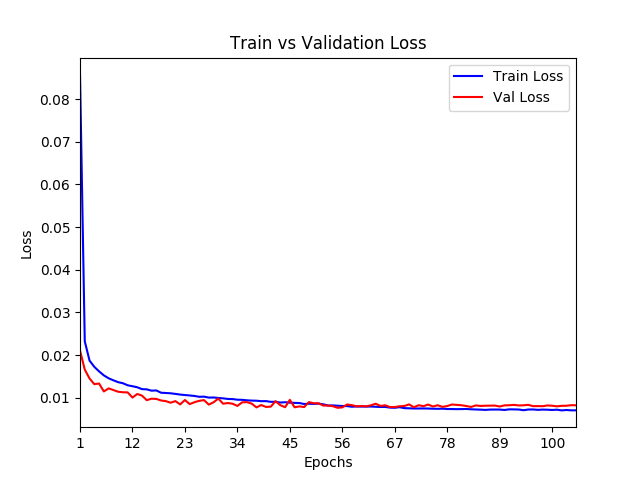 Train vs Validation Loss
Train Loss
Val Loss
0.08
0.07
0.06
0.05
0.04
0.03
0.02
0.01
Loss
1 12 23 34 45 56 67 78 89 100
Epochs